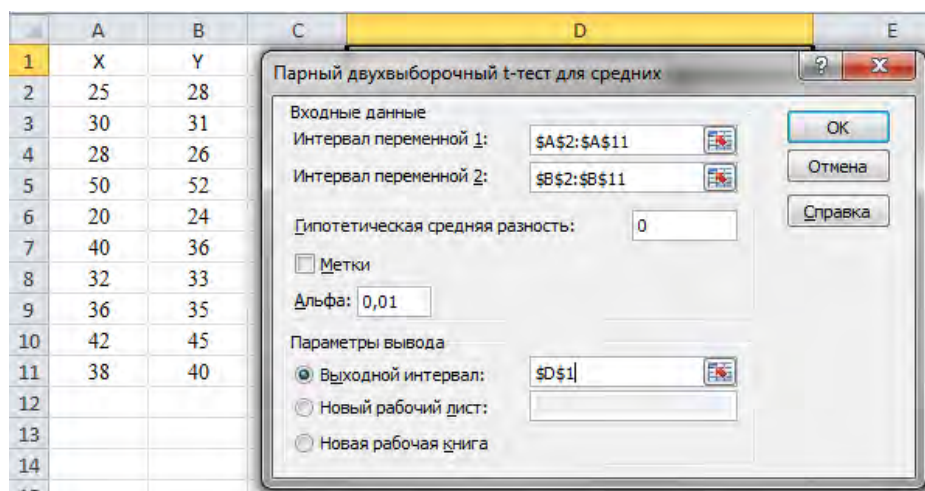 A B C D E
1 X Y
2 25 28
3 30 31
4 28 26
5 50 52
6 20 24
7 40 36
8 32 33
9 36 35
10 42 45
11 38 40
12
13
14
Парный двухвыборочный t-тест для средних
?
Входные данные
Интервал переменной 1: $A$2:$A$11
Интервал переменной 2: $B$2:$B$11
Гипотетическая средняя разность: 0
Метки
Альфа: 0,01
Параметры вывода
Выходной интервал: $D$1
Новый рабочий лист:
Новая рабочая книга
ОК
Отмена
Справка